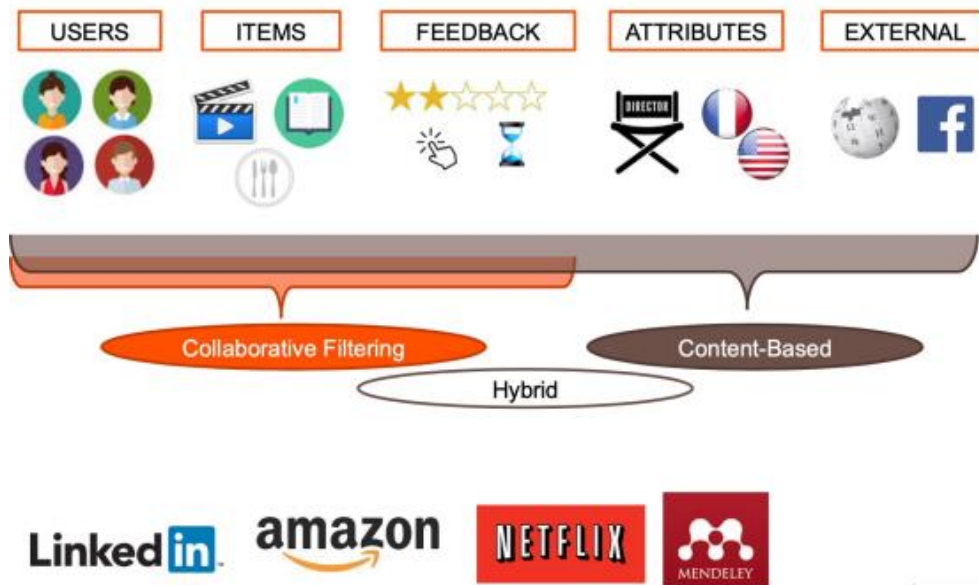 USERS
ITEMS
FEEDBACK
ATTRIBUTES
EXTERNAL
DIRECTOR
f
Collaborative Filtering
Content-Based
Hybrid
Linked in
amazon
NETFLIX
MENDELEY